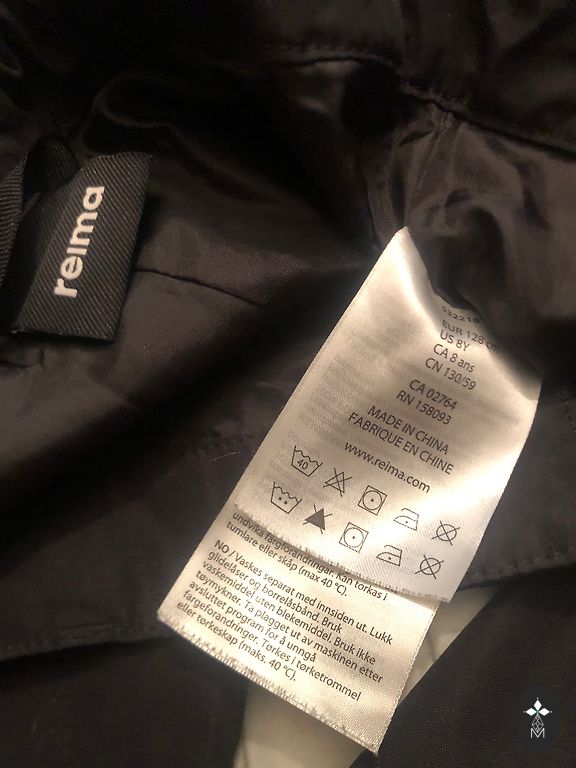 reima
EUR 128 cm
US 8Y
CA 8 ans
CN 130/59
CA 02764
RN 158093
MADE IN CHINA
FABRIQUE EN CHINE
www.reima.com
40
undvika färgförändringar. Kan torkas i
tumlare eller skåp (max 40 °C).
NO / Vaskes separat med innsiden ut. Lukk
glidelåser og borrelåsbånd. Bruk
vaskemiddel uten blekemiddel. Bruk ikke
tøymykner. Ta plagget ut av maskinen etter
avsluttet program for å unngå
fargeforandringer. Tørkes i tørketrommel
eller tørkeskap (maks. 40 °C).
M